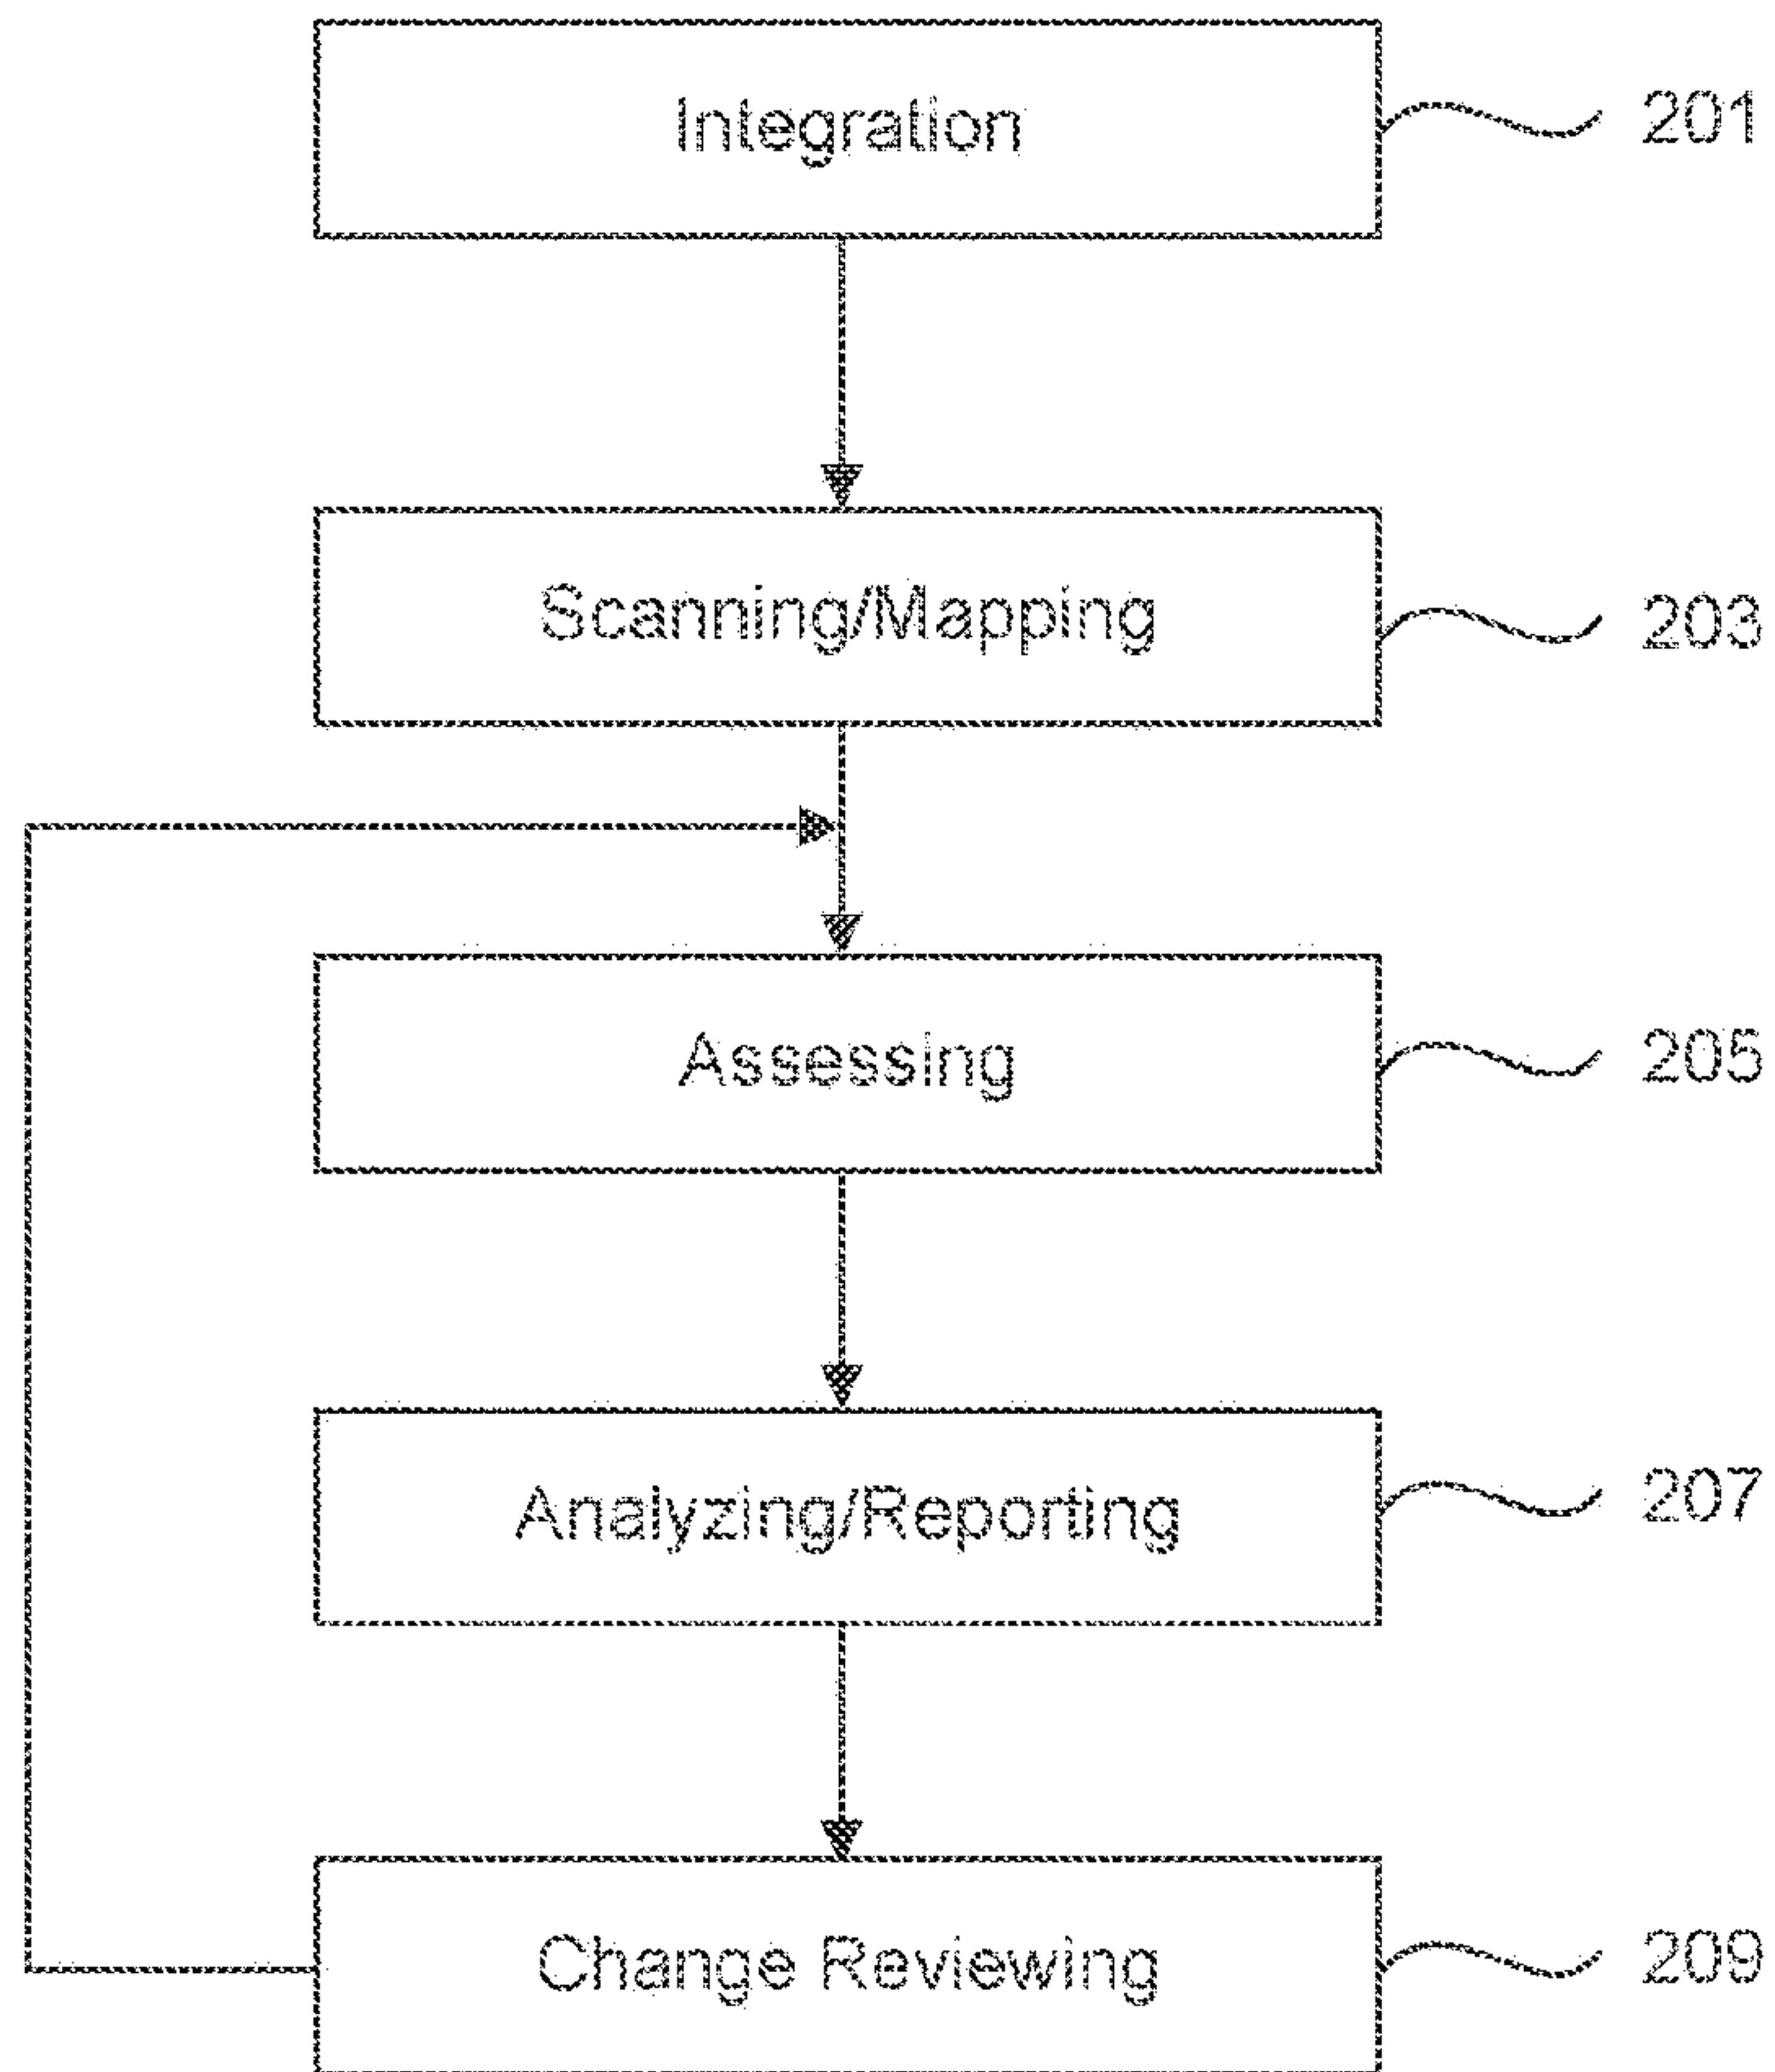 Integration 201
Scanning/Mapping 203
Assessing 205
Analyzing/Reporting 207
Change Reviewing 209